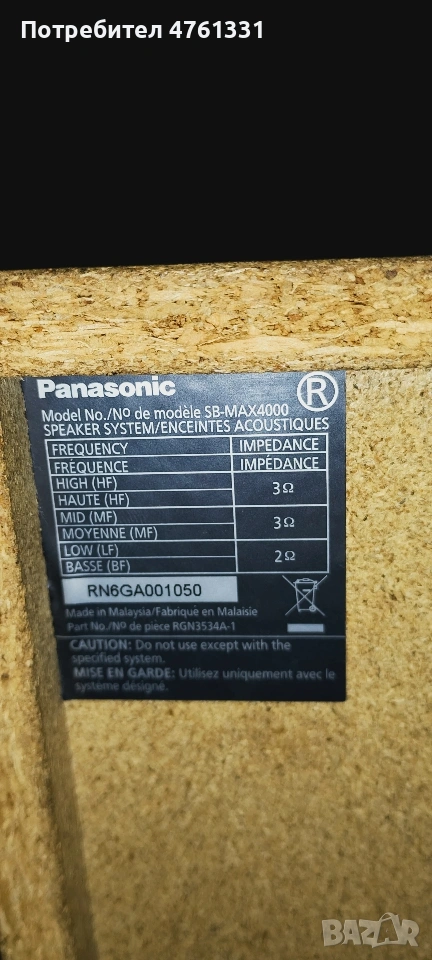 Потребител 4761331
Panasonic
R
Model No./Nº de modèle SB-MAX4000
SPEAKER SYSTEM/ENCEINTES ACOUSTIQUES
FREQUENCY IMPEDANCE
FRÉQUENCE IMPÉDANCE
HIGH (HF)
HAUTE (HF)
3Ω
MID (MF)
MOYENNE (MF)
3Ω
LOW (LF)
BASSE (BF)
2Ω
RN6GA001050
Made in Malaysia/Fabriqué en Malaisie
Part No./Nº de pièce RGN3534A-1
CAUTION: Do not use except with the
specified system.
MISE EN GARDE: Utilisez uniquement avec le
système désigné.
BAZAR